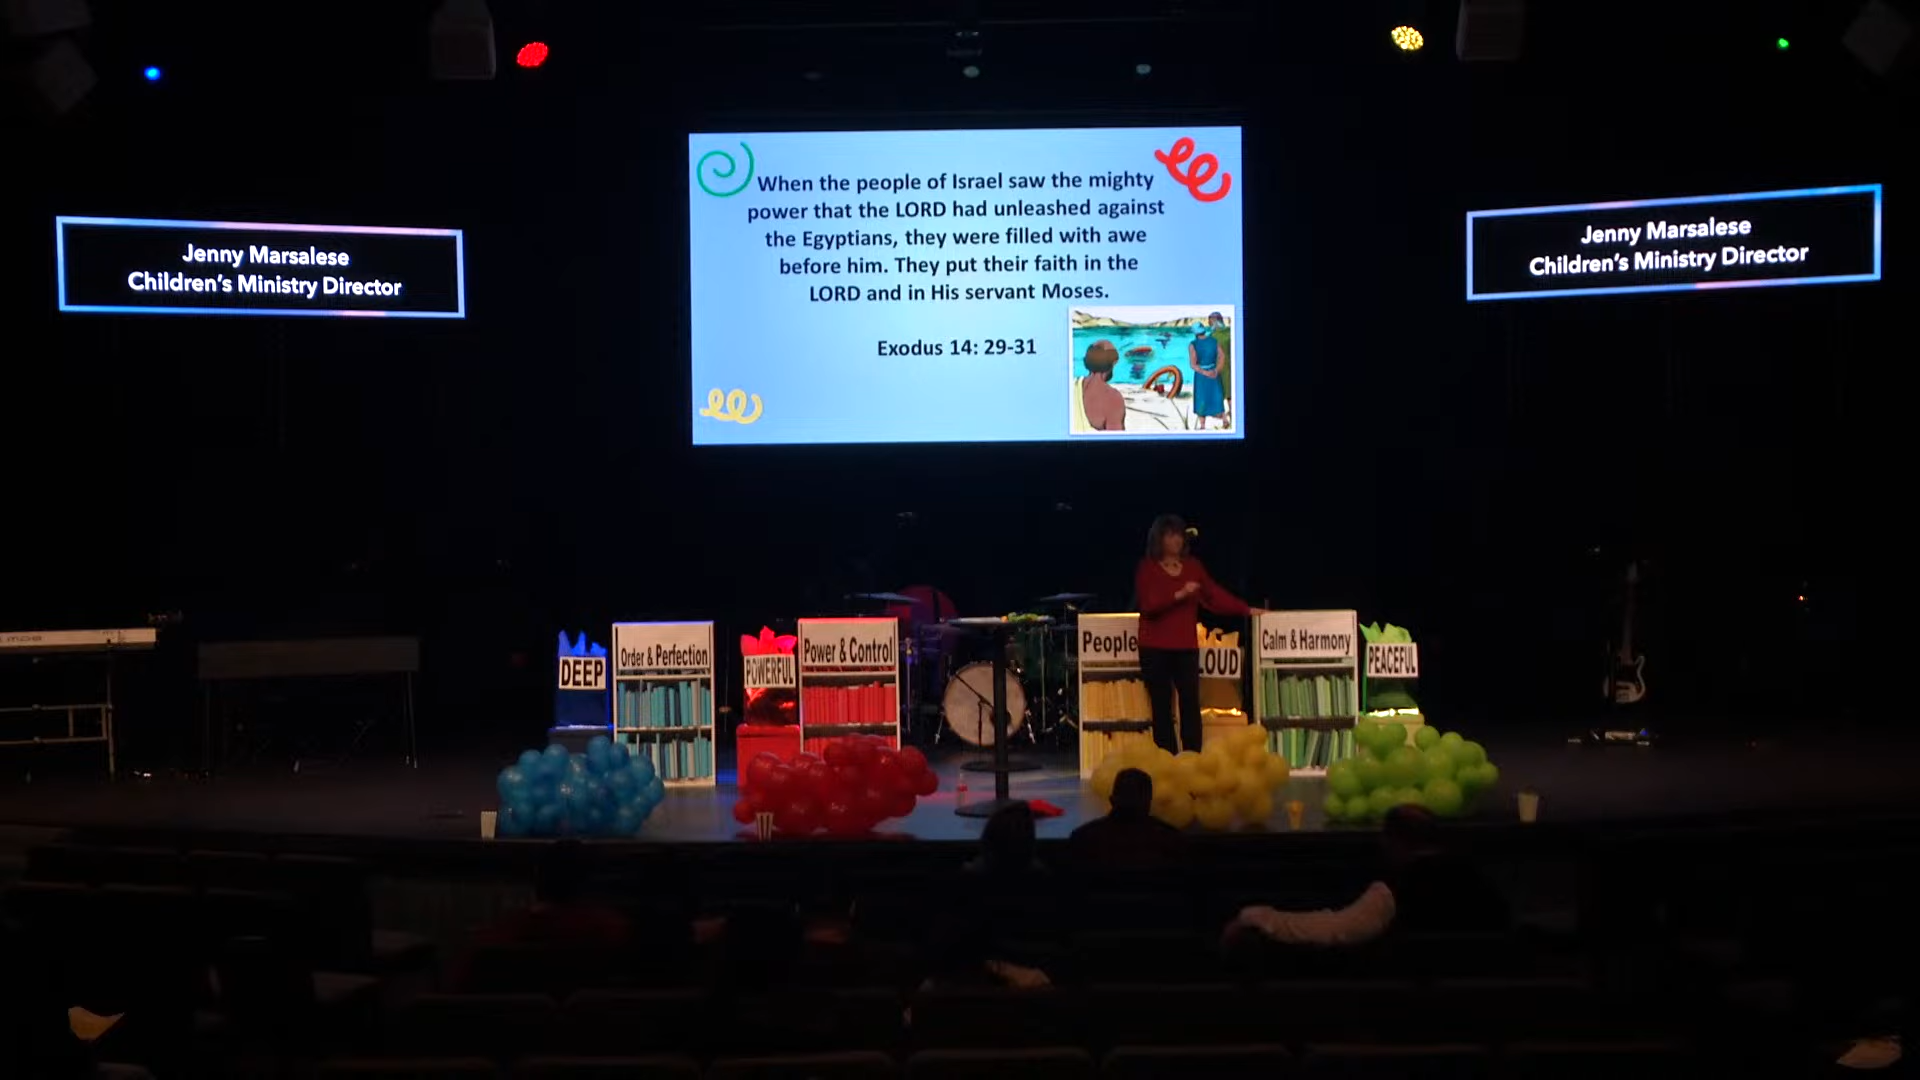 When the people of Israel saw the mighty
power that the LORD had unleashed against
the Egyptians, they were filled with awe
before him. They put their faith in the
LORD and in His servant Moses.
Exodus 14: 29-31
Jenny Marsalese
Children's Ministry Director
Jenny Marsalese
Children's Ministry Director
DEEP
Order & Perfection
POWERFUL
Power & Control
People
LOUD
Calm & Harmony
PEACEFUL